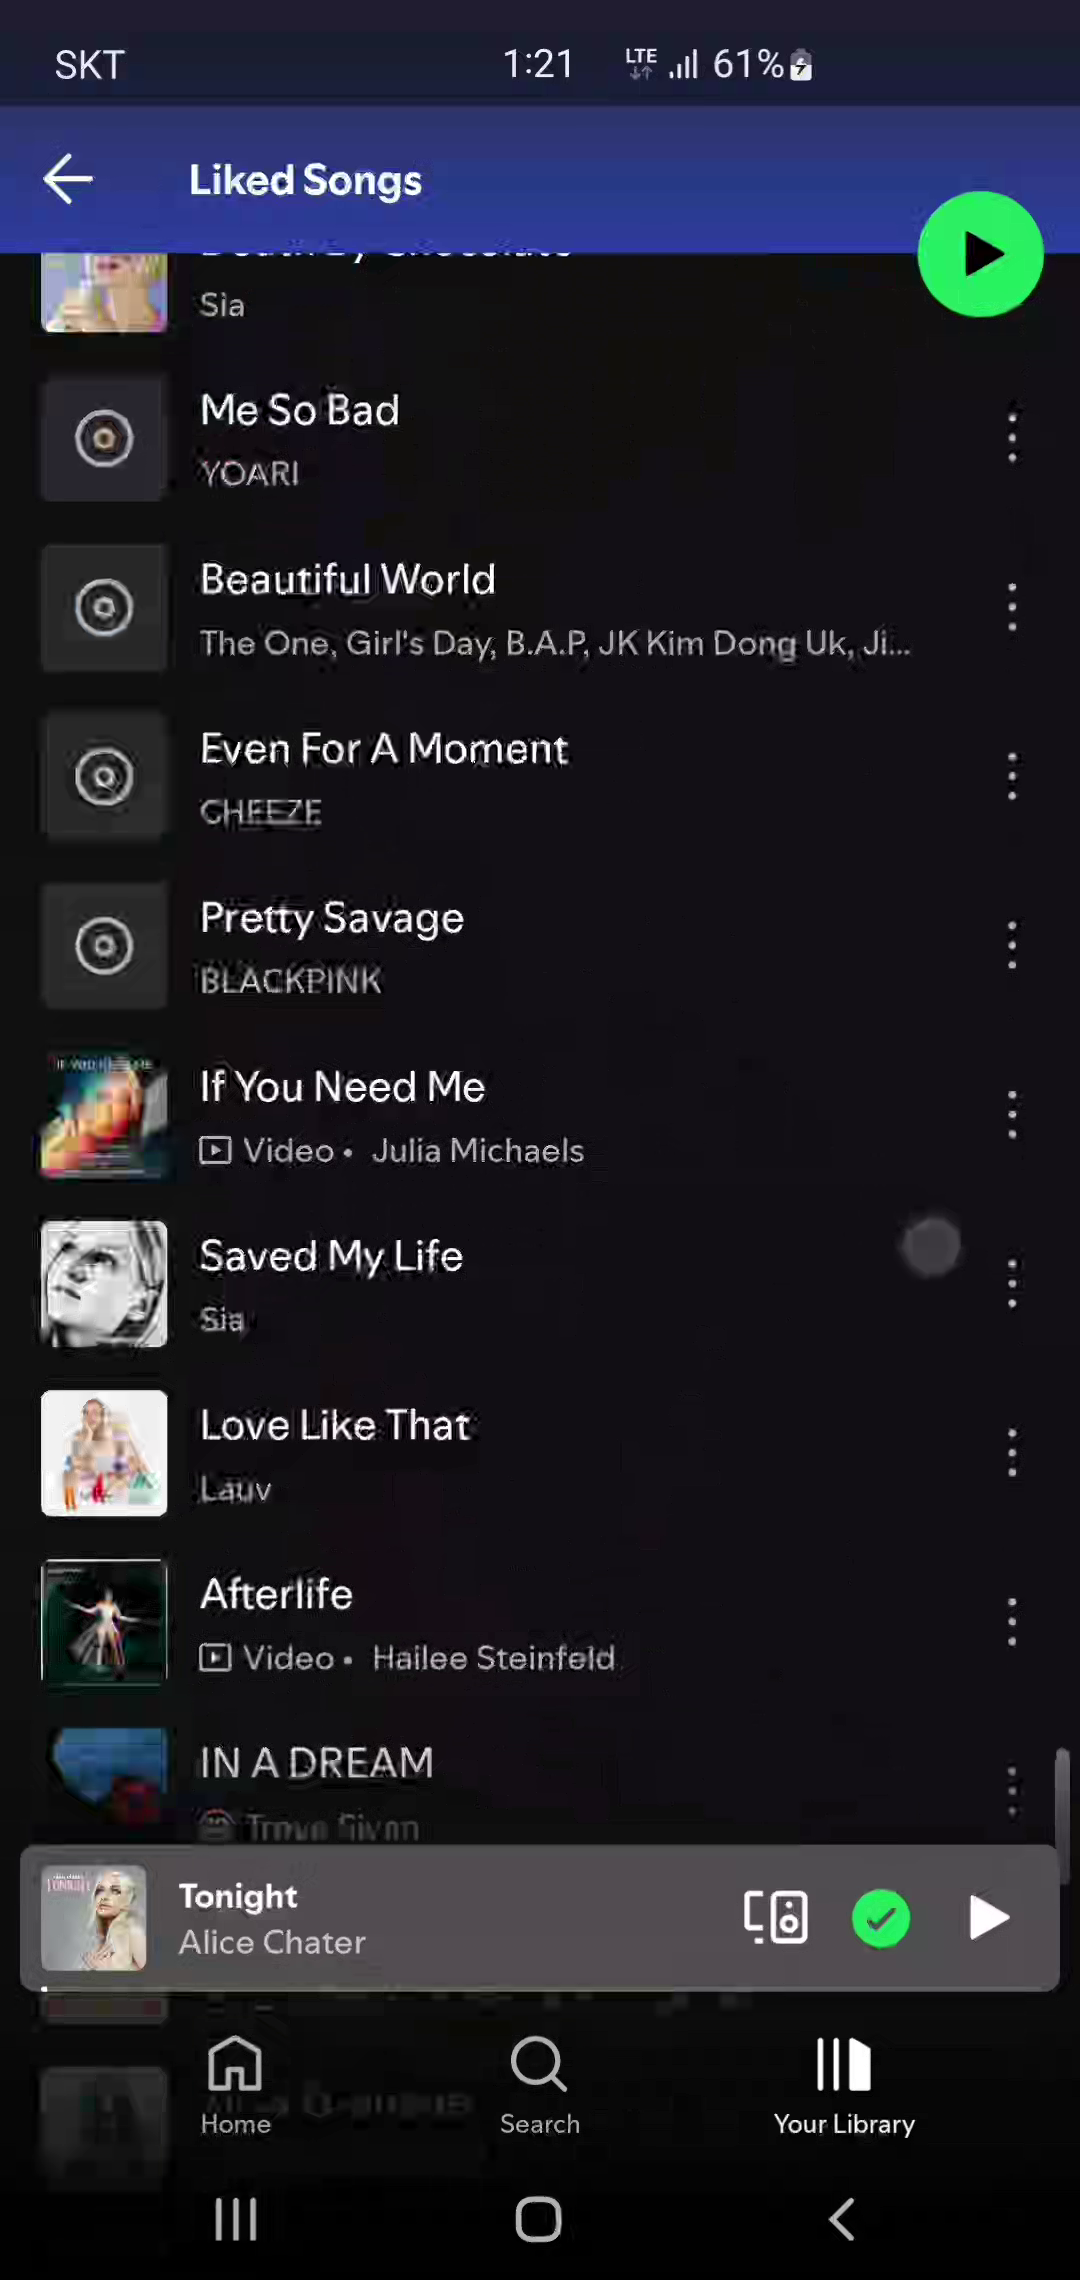 SKT 1:21 LTE 61%
Liked Songs
Sia
Me So Bad
YOARI
Beautiful World
The One, Girl's Day, B.A.P, JK Kim Dong Uk, Ji...
Even For A Moment
CHEEZE
Pretty Savage
BLACKPINK
If You Need Me
Video • Julia Michaels
Saved My Life
Sia
Love Like That
Lauv
Afterlife
Video • Hailee Steinfeld
IN A DREAM
Troye Sivan
TONIGHT
Tonight
Alice Chater
Home Search Your Library